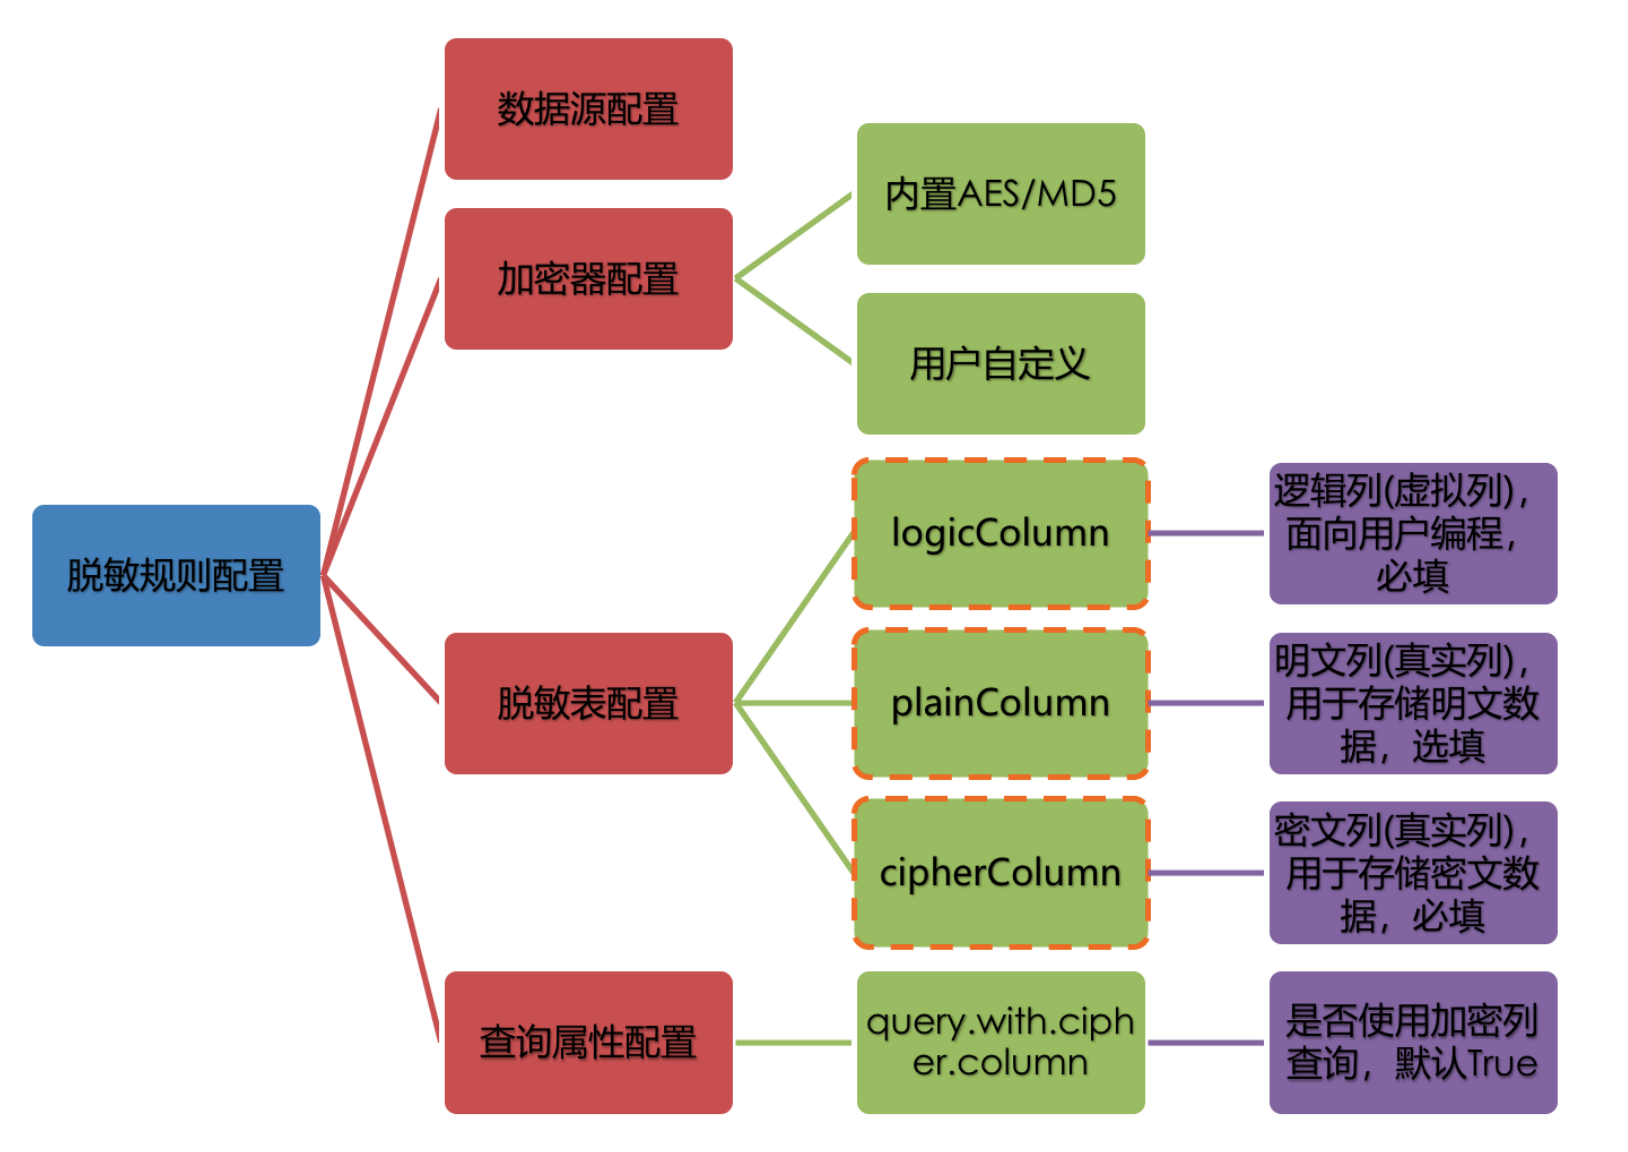 数据源配置
内置AES/MD5
加密器配置
用户自定义
逻辑列(虚拟列)，
面向用户编程，
必填
logicColumn
脱敏规则配置
明文列(真实列)，
用于存储明文数
据，选填
plainColumn
脱敏表配置
密文列(真实列)，
用于存储密文数
据，必填
cipherColumn
查询属性配置
query.with.ciph
er.column
是否使用加密列
查询，默认True